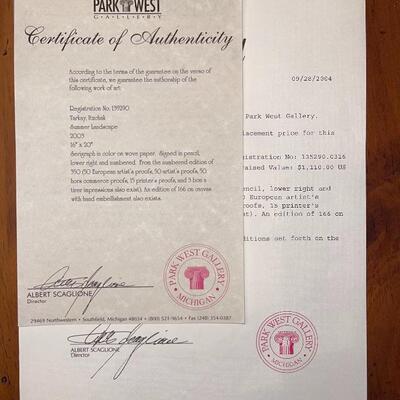 PARK WEST
GALLERY
Certificate of Authenticity
According to the terms of the guarantee on the verso of
this certificate, we guarantee the authorship of the
following work of art:
Registration No. 135290
Tarkay, Itzchak
Summer Landscape
2003
16" x 20"
Serigraph in color on wove paper. Signed in pencil,
lower right and numbered. From the numbered edition of
350 (50 European artist's proofs, 50 artist's proofs, 50
hors commerce proofs, 15 printer's proofs, and 3 bon a
tirer impressions also exist). An edition of 166 on canvas
with hand embellishment also exists.
ALBERT SCAGLIONE
Director
PARK WEST GALLERY
MICHIGAN
29469 Northwestern • Southfield, Michigan 48034 • (800) 521-9654 • Fax (248) 354-0387
09/28/2004
Park West Gallery.
placement price for this
istration No: 135290.0316
raised Value: $1,110.00 US
encil, lower right and
0 European artist's
roofs, 15 printer's
st). An edition of 166 on
ditions set forth on the
ALBERT SCAGLIONE
Director
PARK WEST GALLERY
MICHIGAN